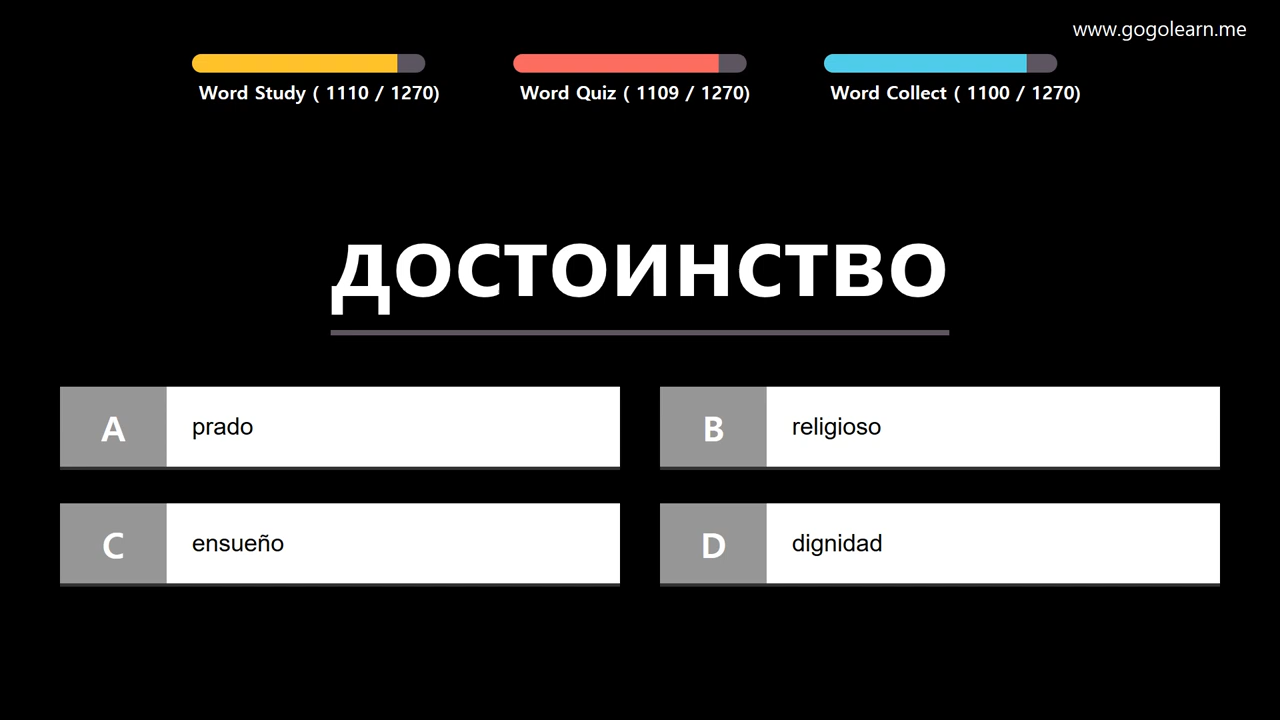 www.gogolearn.me
Word Study ( 1110 / 1270)
Word Quiz ( 1109 / 1270)
Word Collect ( 1100 / 1270)
ДОСТОИНСТВО
A prado
B religioso
C ensueño
D dignidad